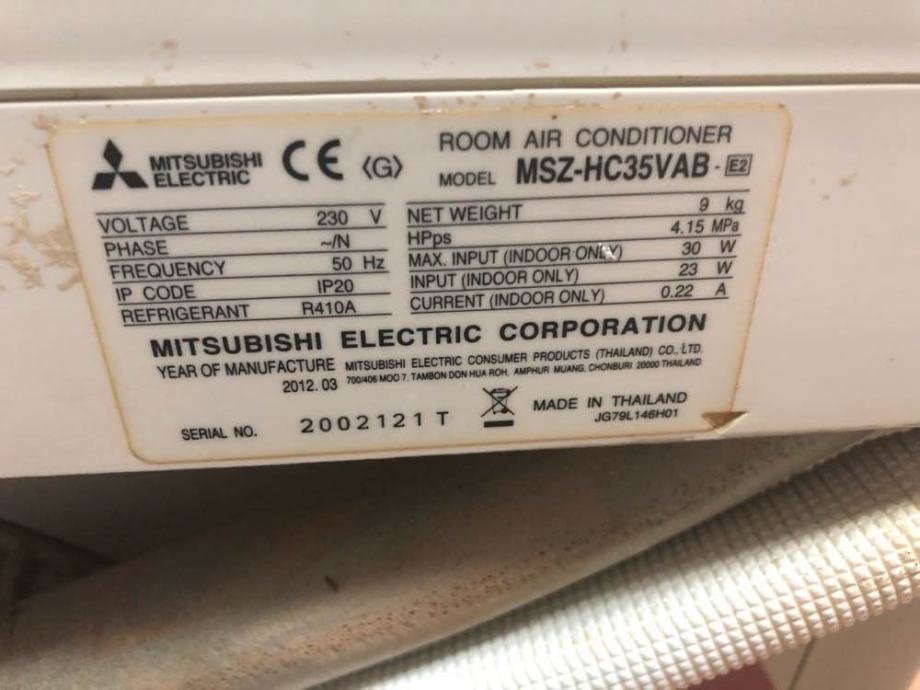 MITSUBISHI
ELECTRIC
CE 〈G〉
ROOM AIR CONDITIONER
MODEL MSZ-HC35VAB - E2
VOLTAGE 230 V
PHASE ~/N
FREQUENCY 50 Hz
IP CODE IP20
REFRIGERANT R410A
NET WEIGHT 9 kg
HPps 4.15 MPa
MAX. INPUT (INDOOR ONLY) 30 W
INPUT (INDOOR ONLY) 23 W
CURRENT (INDOOR ONLY) 0.22 A
MITSUBISHI ELECTRIC CORPORATION
YEAR OF MANUFACTURE MITSUBISHI ELECTRIC CONSUMER PRODUCTS (THAILAND) CO., LTD.
2012.03 700/406 MOO 7, TAMBON DON HUA ROH, AMPHUR MUANG, CHONBURI 20000 THAILAND
SERIAL NO. 2002121 T
MADE IN THAILAND
JG79L146H01